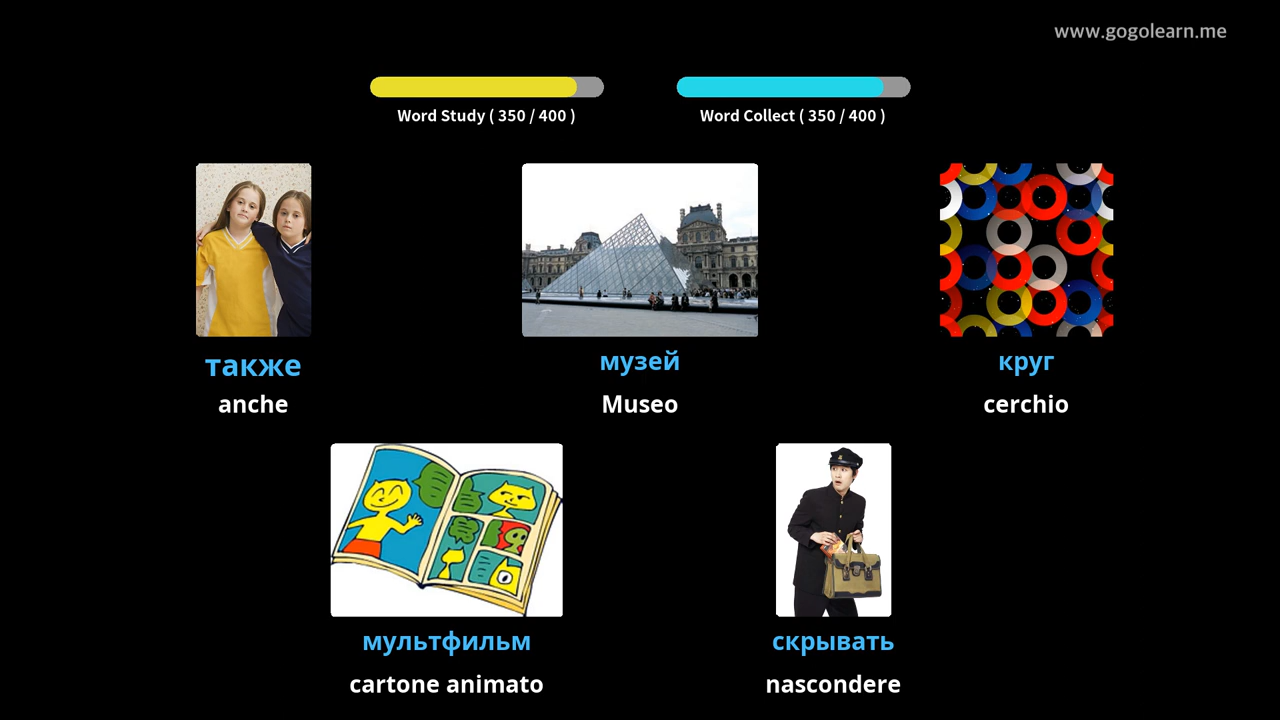 www.gogolearn.me
Word Study ( 350 / 400 )
Word Collect ( 350 / 400 )
также
anche
музей
Museo
круг
cerchio
мультфильм
cartone animato
скрывать
nascondere